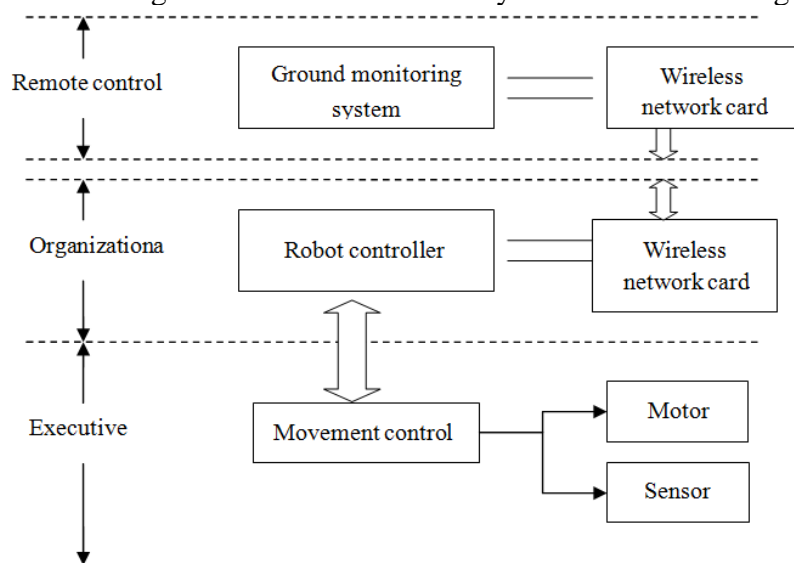 Remote control
Ground monitoring
system
Wireless
network card
Organizationa
Robot controller
Wireless
network card
Executive
Movement control
Motor
Sensor